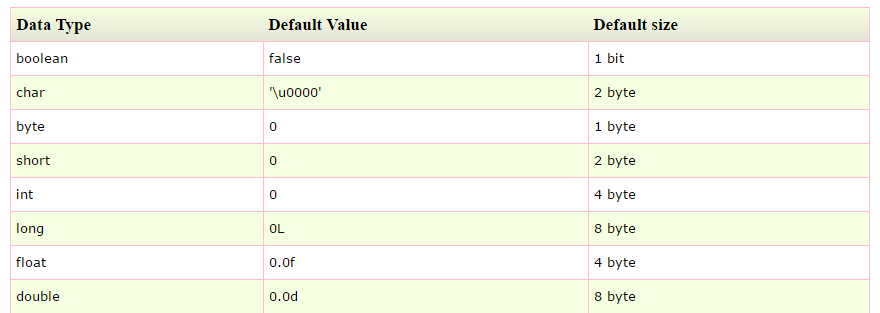 Data Type Default Value Default size
boolean false 1 bit
char '\u0000' 2 byte
byte 0 1 byte
short 0 2 byte
int 0 4 byte
long 0L 8 byte
float 0.0f 4 byte
double 0.0d 8 byte